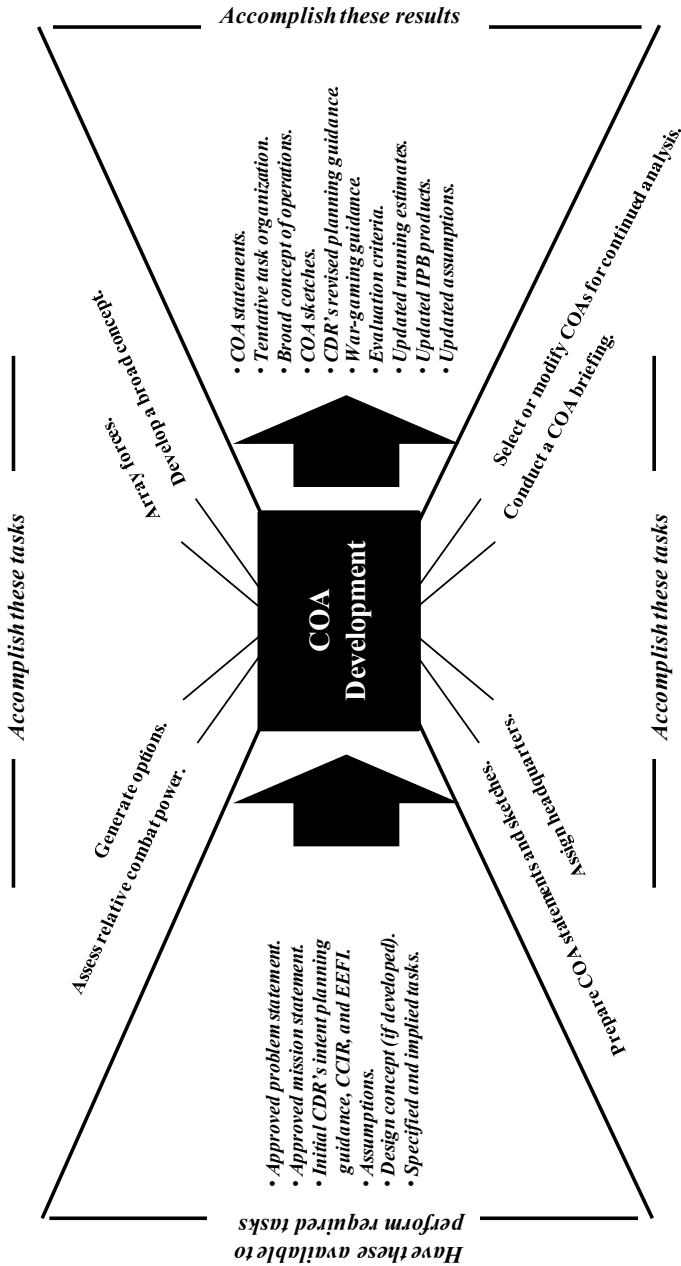 Have these available to
perform required tasks
• Approved problem statement.
• Approved mission statement.
• Initial CDR’s intent planning
guidance, CCIR, and EEFI.
• Assumptions.
• Design concept (if developed).
• Specified and implied tasks.
Accomplish these tasks
Assess relative combat power.
Generate options.
Array forces.
Develop a broad concept.
COA
Development
Prepare COA statements and sketches.
Assign headquarters.
Conduct a COA briefing.
Select or modify COAs for continued analysis.
Accomplish these tasks
Accomplish these results
• COA statements.
• Tentative task organization.
• Broad concept of operations.
• COA sketches.
• CDR’s revised planning guidance.
• War-gaming guidance.
• Evaluation criteria.
• Updated running estimates.
• Updated IPB products.
• Updated assumptions.